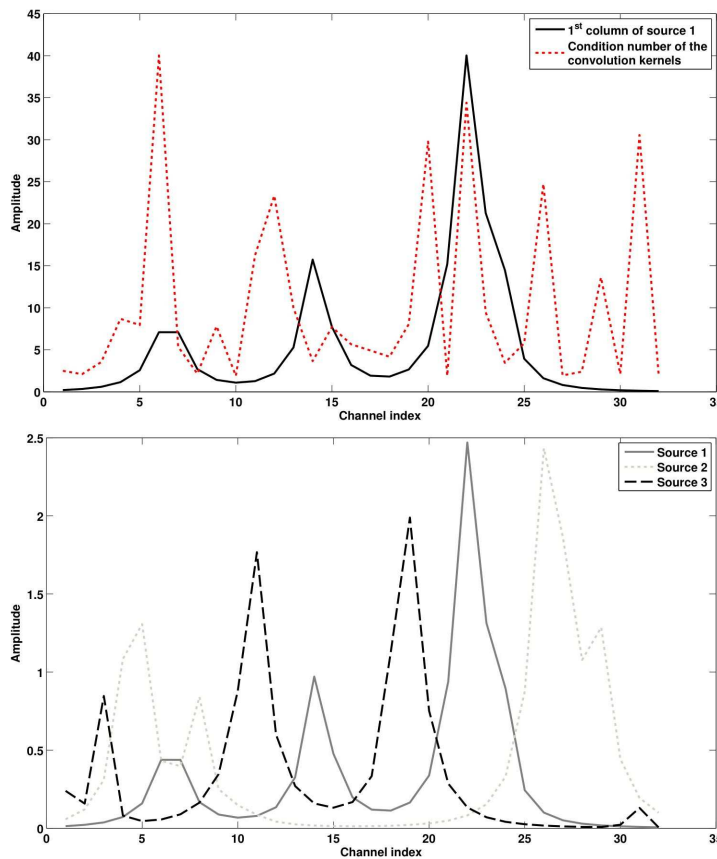 45
40
35
30
25
20
15
10
5
0
Amplitude
1st column of source 1
Condition number of the
convolution kernels
0 5 10 15 20 25 30 3
Channel index
2.5
2
1.5
1
0.5
0
Amplitude
Source 1
Source 2
Source 3
0 5 10 15 20 25 30 35
Channel index